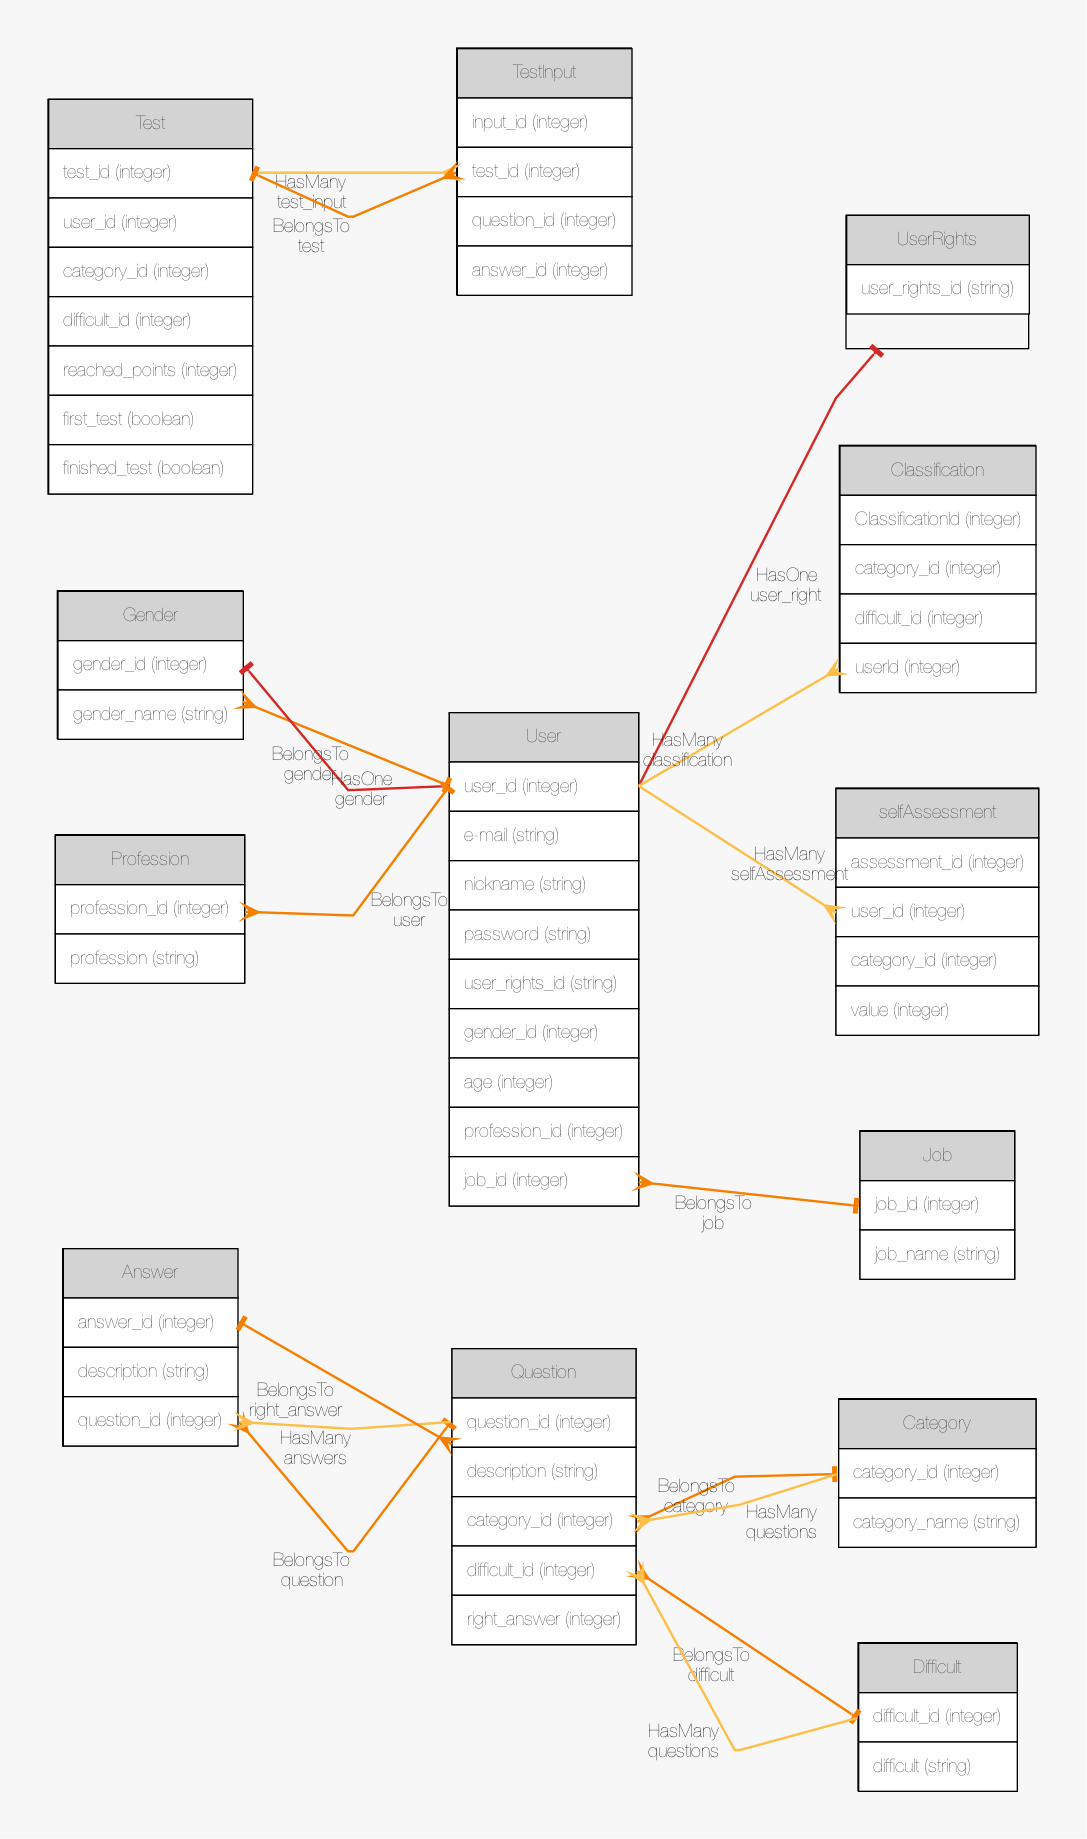 TestInput
input_id (integer)
test_id (integer)
question_id (integer)
answer_id (integer)
Test
test_id (integer)
user_id (integer)
category_id (integer)
difficult_id (integer)
reached_points (integer)
first_test (boolean)
finished_test (boolean)
HasMany
test_input
BelongsTo
test
UserRights
user_rights_id (string)
Classification
ClassificationId (integer)
category_id (integer)
difficult_id (integer)
userId (integer)
HasOne
user_right
Gender
gender_id (integer)
gender_name (string)
BelongsTo
gender
HasOne
gender
User
user_id (integer)
e-mail (string)
nickname (string)
password (string)
user_rights_id (string)
gender_id (integer)
age (integer)
profession_id (integer)
job_id (integer)
HasMany
classification
HasMany
selfAssessment
selfAssessment
assessment_id (integer)
user_id (integer)
category_id (integer)
value (integer)
Profession
profession_id (integer)
profession (string)
BelongsTo
user
Job
job_id (integer)
job_name (string)
BelongsTo
job
Answer
answer_id (integer)
description (string)
question_id (integer)
BelongsTo
right_answer
HasMany
answers
BelongsTo
question
Question
question_id (integer)
description (string)
category_id (integer)
difficult_id (integer)
right_answer (integer)
Category
category_id (integer)
category_name (string)
BelongsTo
category
HasMany
questions
BelongsTo
difficult
HasMany
questions
Difficult
difficult_id (integer)
difficult (string)